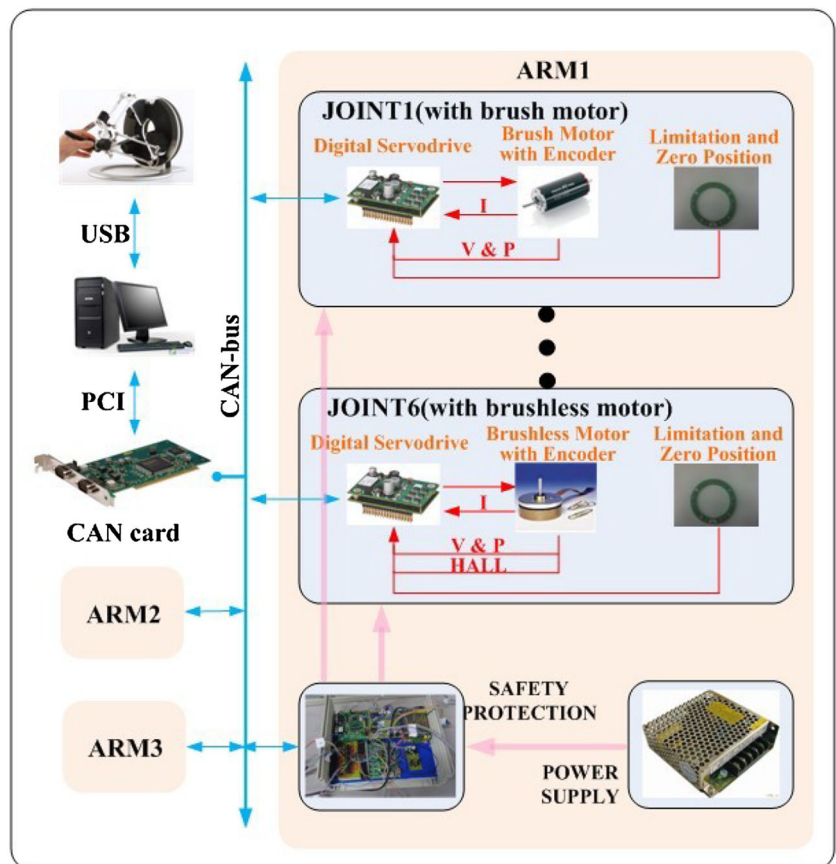 ARM1
JOINT1(with brush motor)
Digital Servodrive
Brush Motor
with Encoder
Limitation and
Zero Position
I
V & P
USB
CAN-bus
PCI
CAN card
JOINT6(with brushless motor)
Digital Servodrive
Brushless Motor
with Encoder
Limitation and
Zero Position
I
V & P
HALL
ARM2
ARM3
SAFETY
PROTECTION
POWER
SUPPLY